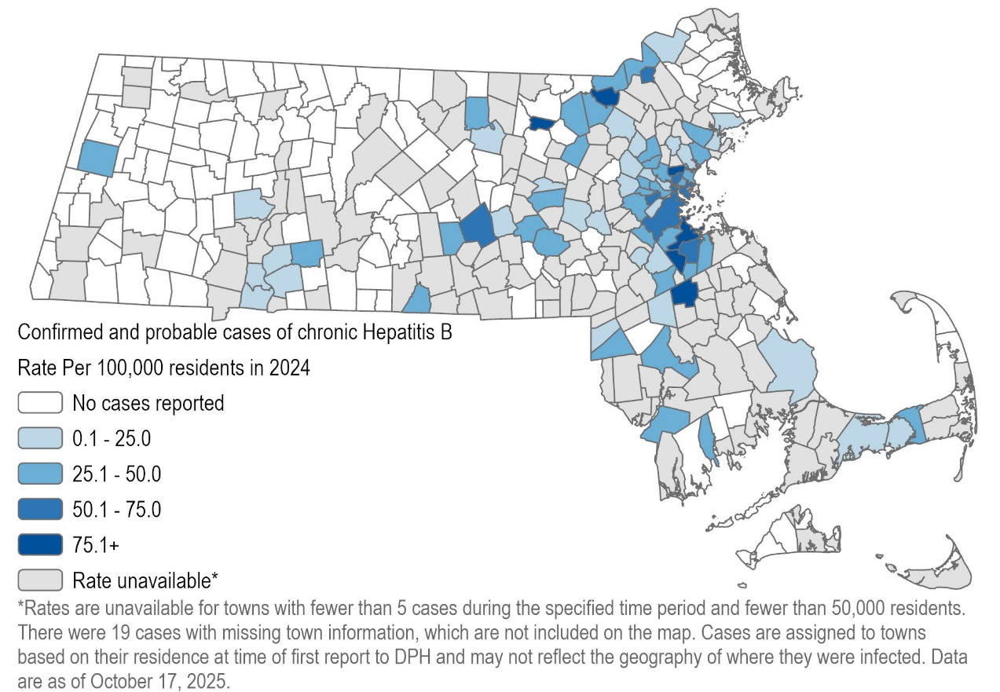 Confirmed and probable cases of chronic Hepatitis B
Rate Per 100,000 residents in 2024
No cases reported
0.1 - 25.0
25.1 - 50.0
50.1 - 75.0
75.1+
Rate unavailable*
*Rates are unavailable for towns with fewer than 5 cases during the specified time period and fewer than 50,000 residents.
There were 19 cases with missing town information, which are not included on the map. Cases are assigned to towns
based on their residence at time of first report to DPH and may not reflect the geography of where they were infected. Data
are as of October 17, 2025.